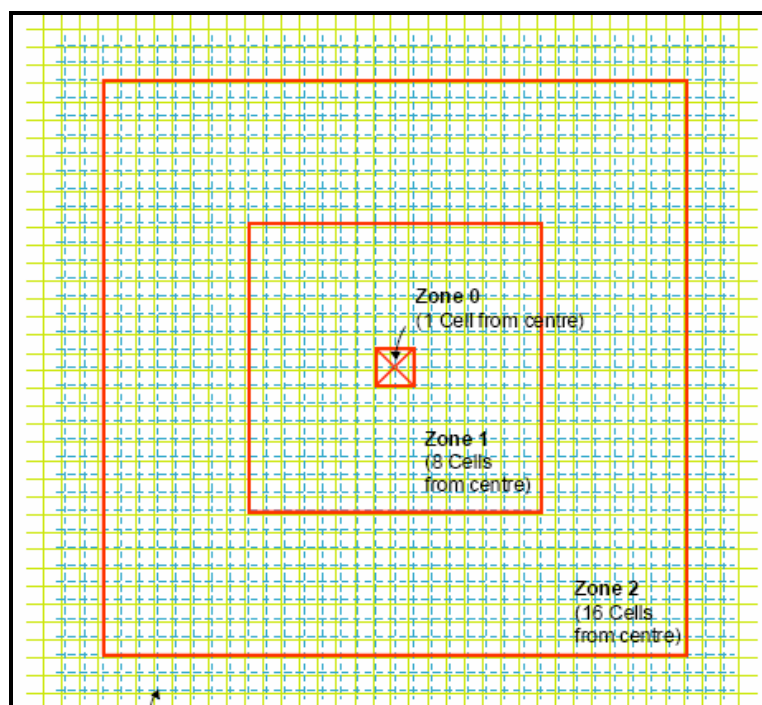 Zone 0
(1 Cell from centre)
Zone 1
(8 Cells
from centre)
Zone 2
(16 Cells
from centre)